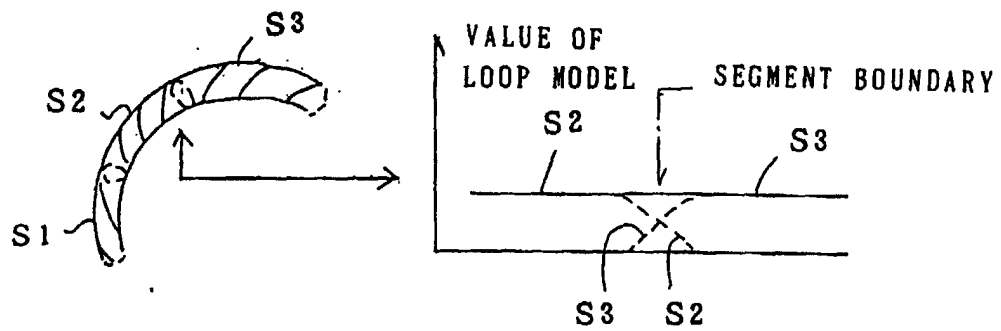 S3
S2
S1
VALUE OF
LOOP MODEL
SEGMENT BOUNDARY
S2
S3
S3
S2